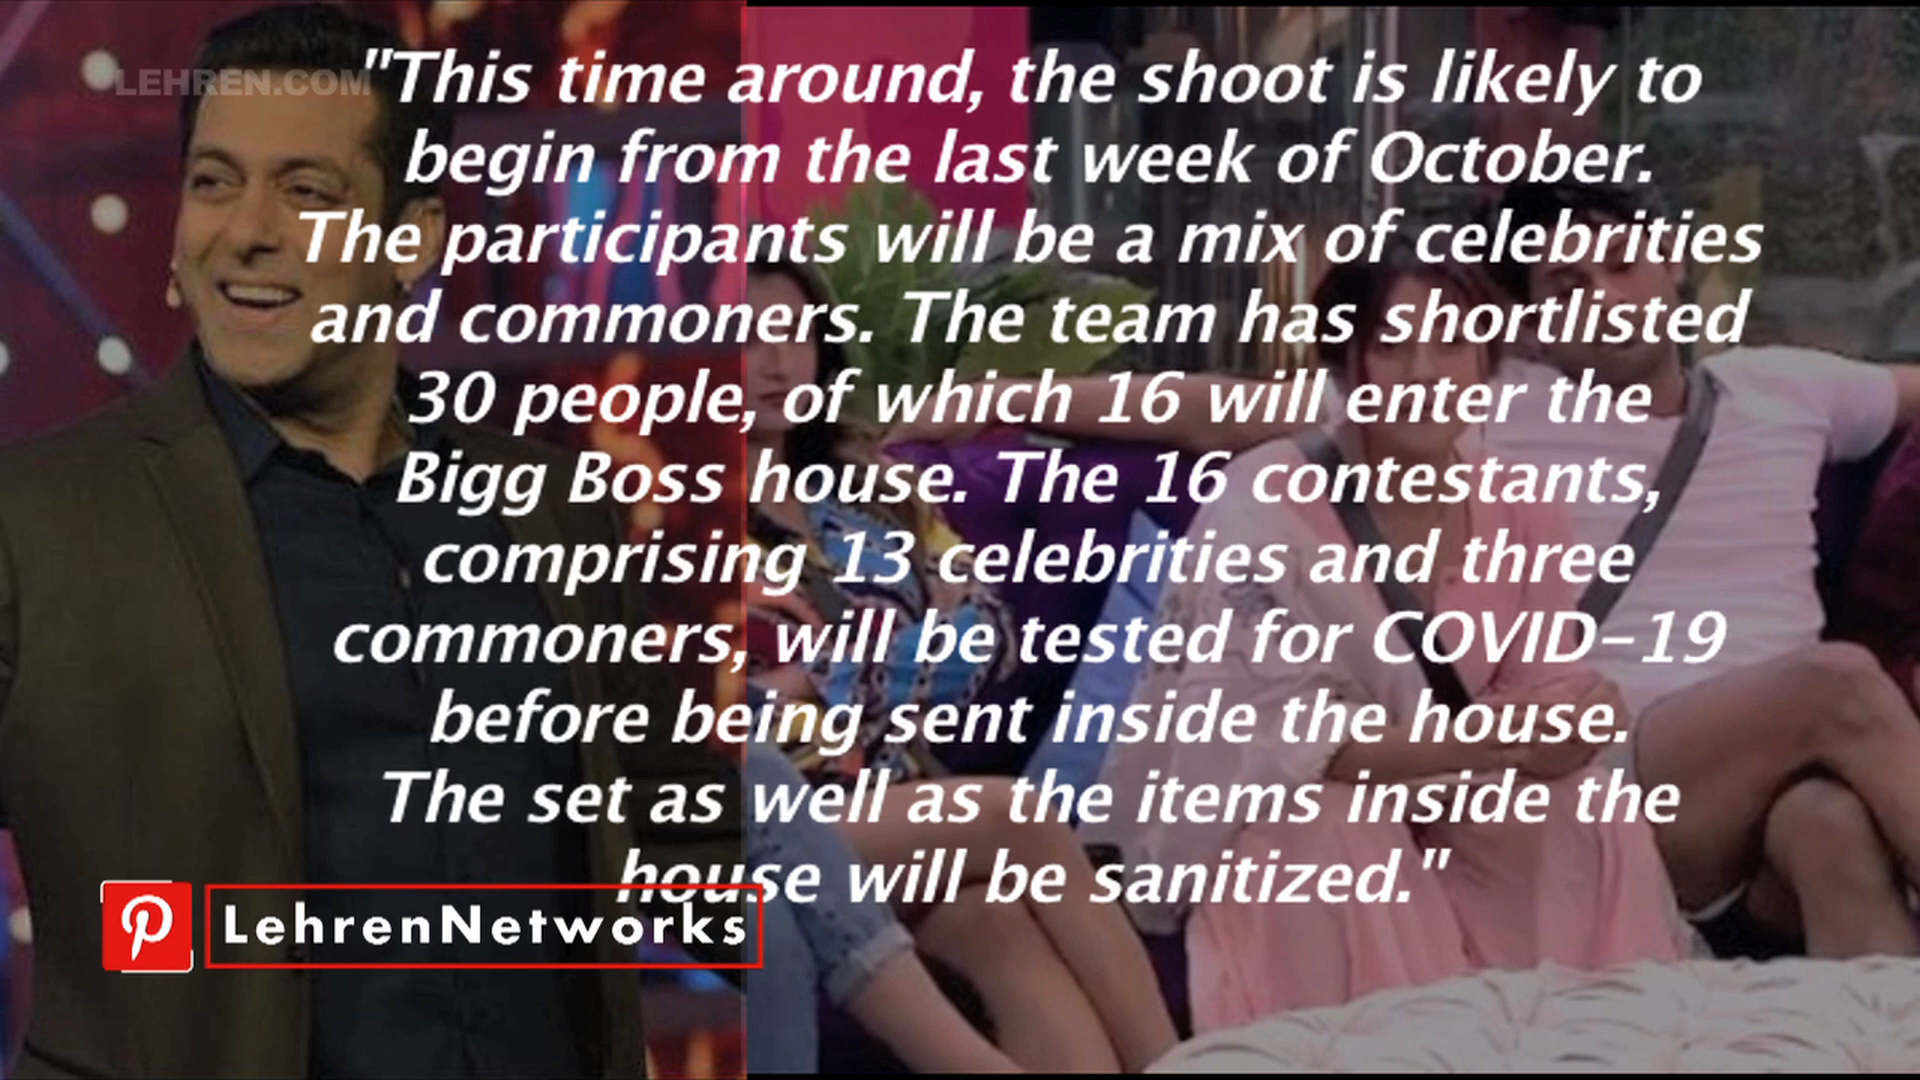 LEHREN.COM
"This time around, the shoot is likely to
begin from the last week of October.
The participants will be a mix of celebrities
and commoners. The team has shortlisted
30 people, of which 16 will enter the
Bigg Boss house. The 16 contestants,
comprising 13 celebrities and three
commoners, will be tested for COVID-19
before being sent inside the house.
The set as well as the items inside the
house will be sanitized."
LehrenNetworks